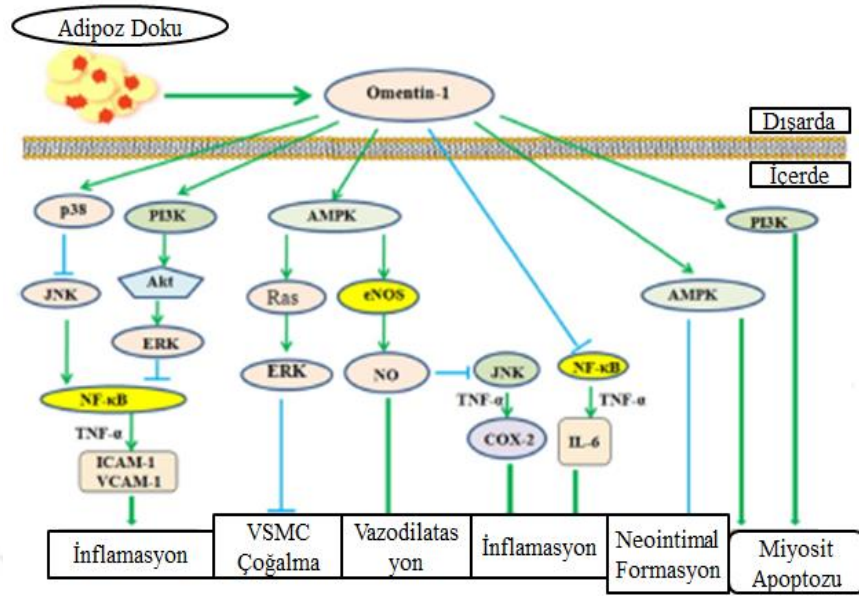 Adipoz Doku
Omentin-1
Dışarda
İçerde
p38
PI3K
AMPK
PI3K
JNK
Akt
Ras
eNOS
AMPK
ERK
ERK
NO
JNK
NF-κB
NF-κB
TNF-α
TNF-α
TNF-α
COX-2
IL-6
ICAM-1
VCAM-1
İnflamasyon
VSMC
Çoğalma
Vazodilatas
yon
İnflamasyon
Neointimal
Formasyon
Miyosit
Apoptozu